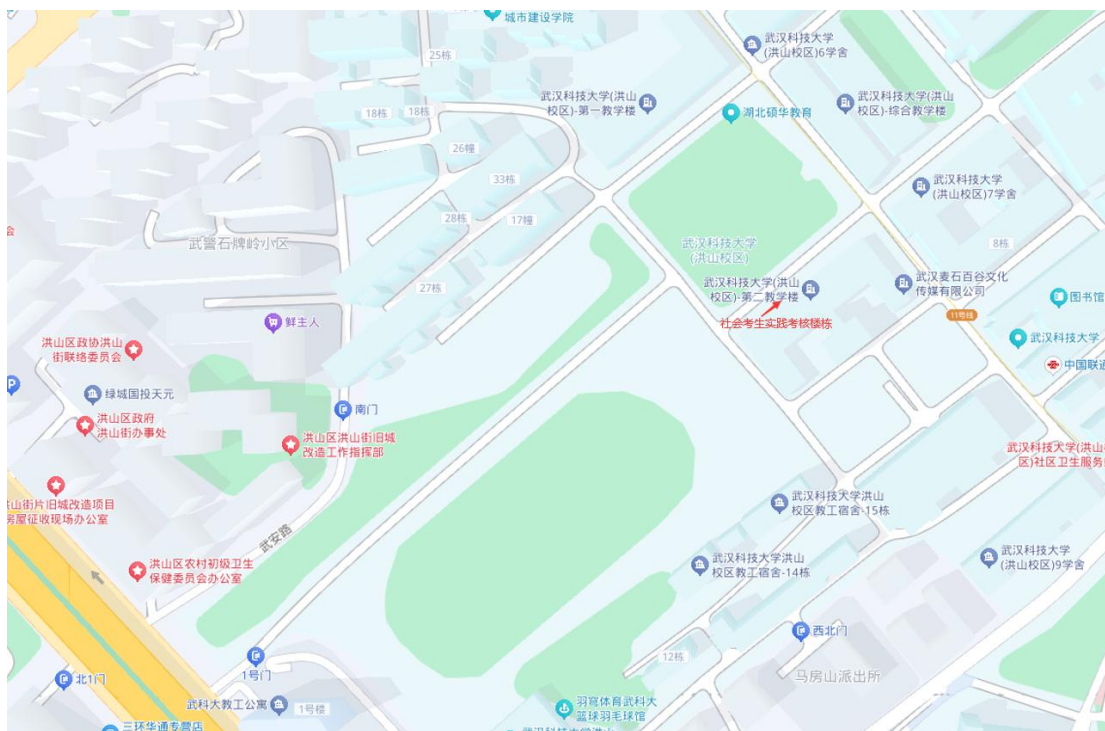 城市建设学院
武汉科技大学
(洪山校区)6学舍
25栋
武汉科技大学(洪山
校区)-第一教学楼
武汉科技大学(洪山
校区)-综合教学楼
湖北硕华教育
18栋
18栋
26幢
33栋
武汉科技大学
(洪山校区)7学舍
28栋
17幢
会
武警石牌岭小区
武汉科技大学
(洪山校区)
8栋
27栋
武汉科技大学(洪山
校区)-第二教学楼
武汉麦石百谷文化
传媒有限公司
图书馆
鲜主人
社会考生实践考核楼栋
11号线
洪山区政协洪山
街联络委员会
武汉科技大学
中国联通
P
绿城国投天元
洪山区政府
洪山街办事处
南门
洪山区洪山街旧城
改造工作指挥部
武汉科技大学(洪山
区)社区卫生服务
洪山街片旧城改造项目
房屋征收现场办公室
武汉科技大学洪山
校区教工宿舍-15栋
武安路
洪山区农村初级卫生
保健委员会办公室
武汉科技大学洪山
校区教工宿舍-14栋
武汉科技大学
(洪山校区)9学舍
西北门
12栋
1号门
北1门
马房山派出所
武科大教工公寓
1号楼
羽穹体育武科大
篮球羽毛球馆
三环华通专营店
武汉科技大学洪山